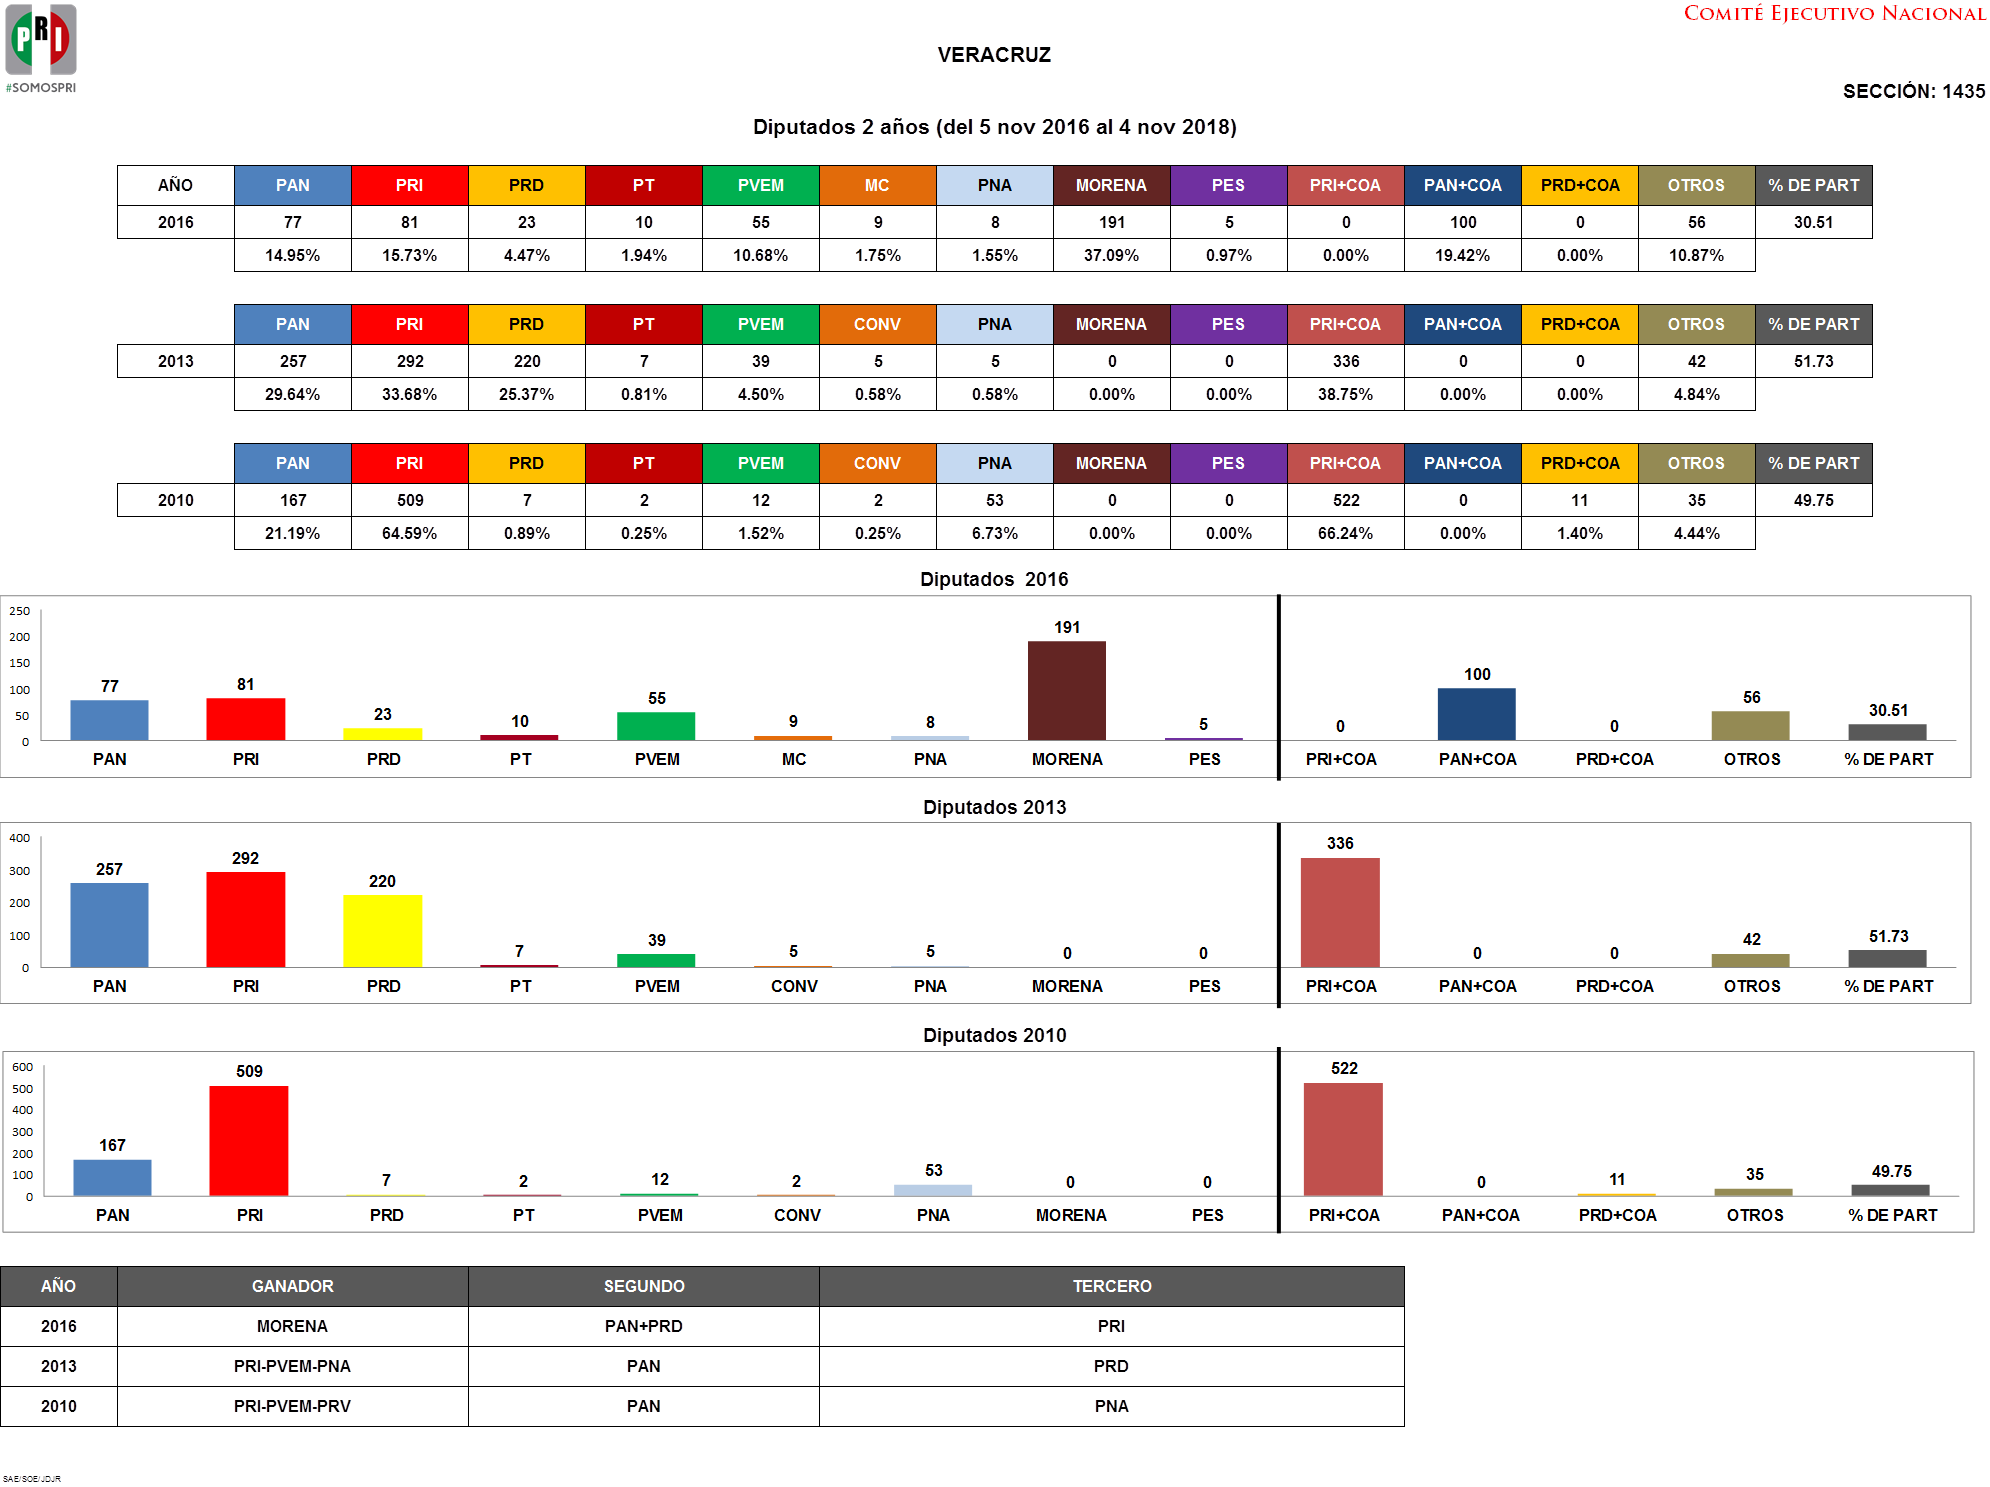 COMITÉ EJECUTIVO NACIONAL
PRI
#SOMOSPRI
VERACRUZ
SECCIÓN: 1435
Diputados 2 años (del 5 nov 2016 al 4 nov 2018)
AÑO PAN PRI PRD PT PVEM MC PNA MORENA PES PRI+COA PAN+COA PRD+COA OTROS % DE PART
2016 77 81 23 10 55 9 8 191 5 0 100 0 56 30.51
14.95% 15.73% 4.47% 1.94% 10.68% 1.75% 1.55% 37.09% 0.97% 0.00% 19.42% 0.00% 10.87%
PAN PRI PRD PT PVEM CONV PNA MORENA PES PRI+COA PAN+COA PRD+COA OTROS % DE PART
2013 257 292 220 7 39 5 5 0 0 336 0 0 42 51.73
29.64% 33.68% 25.37% 0.81% 4.50% 0.58% 0.58% 0.00% 0.00% 38.75% 0.00% 0.00% 4.84%
PAN PRI PRD PT PVEM CONV PNA MORENA PES PRI+COA PAN+COA PRD+COA OTROS % DE PART
2010 167 509 7 2 12 2 53 0 0 522 0 11 35 49.75
21.19% 64.59% 0.89% 0.25% 1.52% 0.25% 6.73% 0.00% 0.00% 66.24% 0.00% 1.40% 4.44%
Diputados 2016
250
200
150
100
50
0
77 81 23 10 55 9 8 191 5 0 100 0 56 30.51
PAN PRI PRD PT PVEM MC PNA MORENA PES PRI+COA PAN+COA PRD+COA OTROS % DE PART
Diputados 2013
400
300
200
100
0
257 292 220 7 39 5 5 0 0 336 0 0 42 51.73
PAN PRI PRD PT PVEM CONV PNA MORENA PES PRI+COA PAN+COA PRD+COA OTROS % DE PART
Diputados 2010
600
500
400
300
200
100
0
167 509 7 2 12 2 53 0 0 522 0 11 35 49.75
PAN PRI PRD PT PVEM CONV PNA MORENA PES PRI+COA PAN+COA PRD+COA OTROS % DE PART
AÑO GANADOR SEGUNDO TERCERO
2016 MORENA PAN+PRD PRI
2013 PRI-PVEM-PNA PAN PRD
2010 PRI-PVEM-PRV PAN PNA
SAE/SOE/JDJR